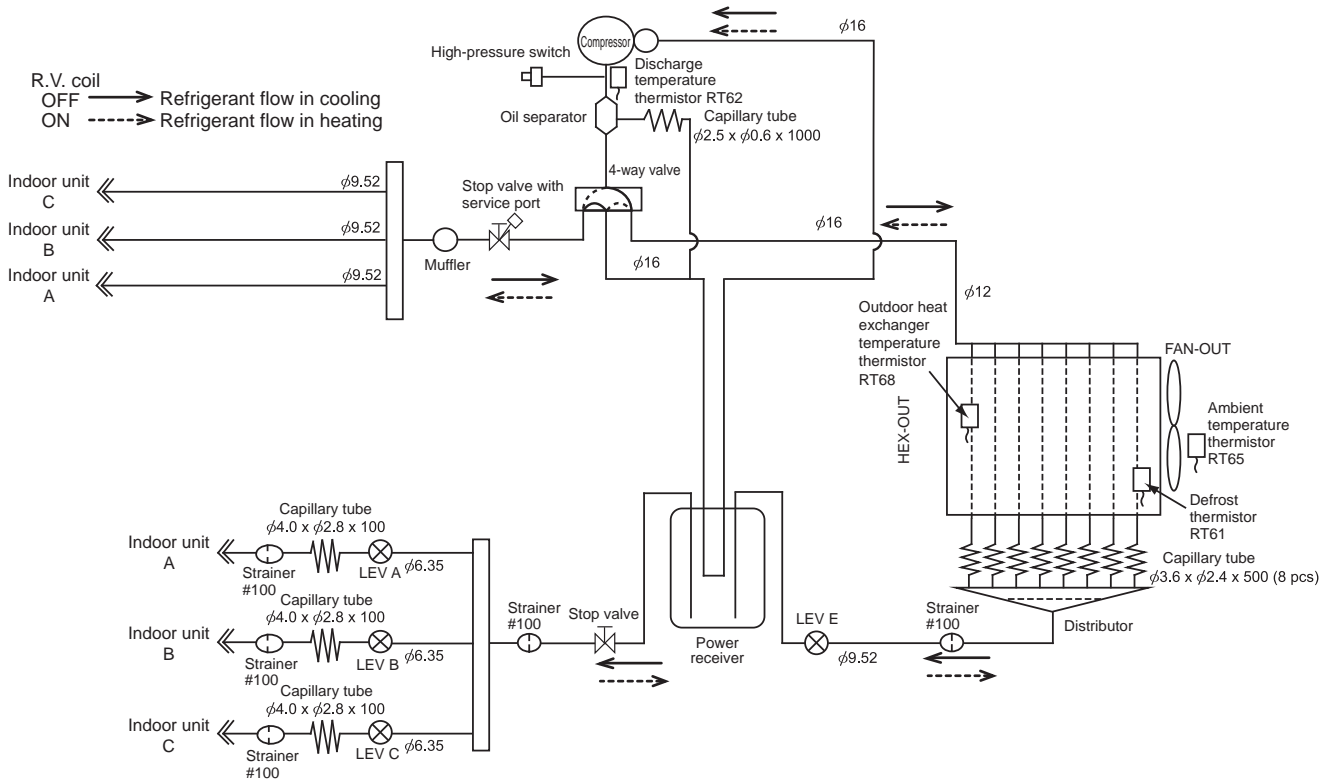 Compressor
ϕ16
High-pressure switch
Discharge
temperature
thermistor RT62
R.V. coil
OFF Refrigerant flow in cooling
ON Refrigerant flow in heating
Oil separator
Capillary tube
ϕ2.5 x ϕ0.6 x 1000
4-way valve
Indoor unit
C
ϕ9.52
Stop valve with
service port
Indoor unit
B
ϕ9.52
ϕ16
Muffler
ϕ16
Indoor unit
A
ϕ9.52
ϕ12
Outdoor heat
exchanger
temperature
thermistor
RT68
FAN-OUT
HEX-OUT
Ambient
temperature
thermistor
RT65
Defrost
thermistor
RT61
Capillary tube
ϕ3.6 x ϕ2.4 x 500 (8 pcs)
Capillary tube
ϕ4.0 x ϕ2.8 x 100
Indoor unit
A
Strainer
#100
LEV A
ϕ6.35
Capillary tube
ϕ4.0 x ϕ2.8 x 100
Indoor unit
B
Strainer
#100
LEV B
ϕ6.35
Strainer
#100
Stop valve
Power
receiver
LEV E
ϕ9.52
Strainer
#100
Distributor
Capillary tube
ϕ4.0 x ϕ2.8 x 100
Indoor unit
C
Strainer
#100
LEV C
ϕ6.35